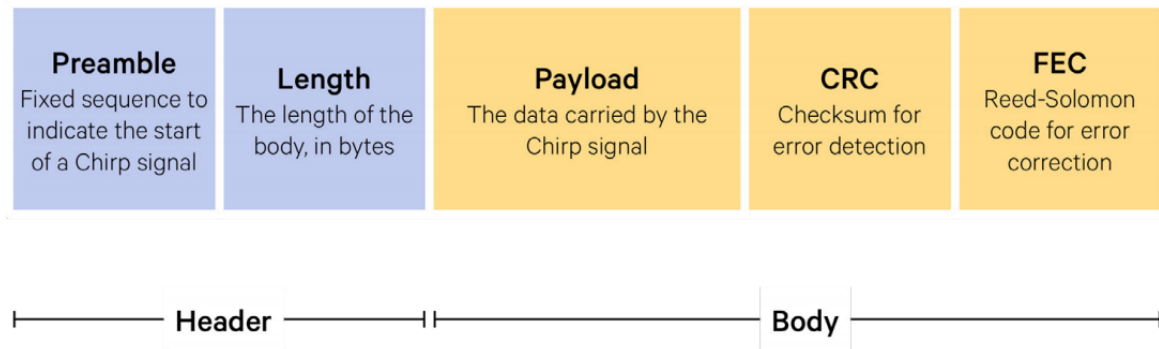 Preamble
Fixed sequence to
indicate the start
of a Chirp signal
Length
The length of the
body, in bytes
Payload
The data carried by the
Chirp signal
CRC
Checksum for
error detection
FEC
Reed-Solomon
code for error
correction
Header
Body